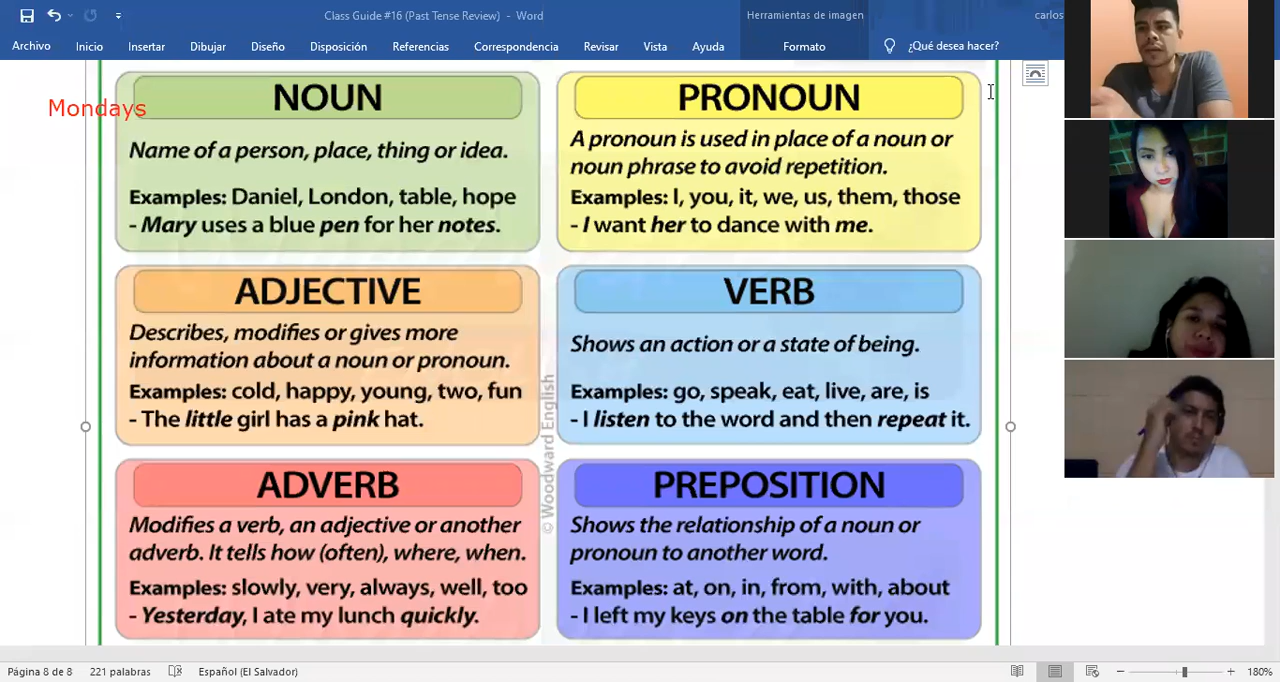 Class Guide #16 (Past Tense Review) - Word
Herramientas de imagen
carlos
Archivo
Inicio
Insertar
Dibujar
Diseño
Disposición
Referencias
Correspondencia
Revisar
Vista
Ayuda
Formato
¿Qué desea hacer?
Mondays
NOUN
Name of a person, place, thing or idea.
Examples: Daniel, London, table, hope
- Mary uses a blue pen for her notes.
PRONOUN
A pronoun is used in place of a noun or
noun phrase to avoid repetition.
Examples: I, you, it, we, us, them, those
- I want her to dance with me.
ADJECTIVE
Describes, modifies or gives more
information about a noun or pronoun.
Examples: cold, happy, young, two, fun
- The little girl has a pink hat.
VERB
Shows an action or a state of being.
Examples: go, speak, eat, live, are, is
- I listen to the word and then repeat it.
ADVERB
Modifies a verb, an adjective or another
adverb. It tells how (often), where, when.
Examples: slowly, very, always, well, too
- Yesterday, I ate my lunch quickly.
PREPOSITION
Shows the relationship of a noun or
pronoun to another word.
Examples: at, on, in, from, with, about
- I left my keys on the table for you.
© Woodward English
Página 8 de 8
221 palabras
Español (El Salvador)
180%